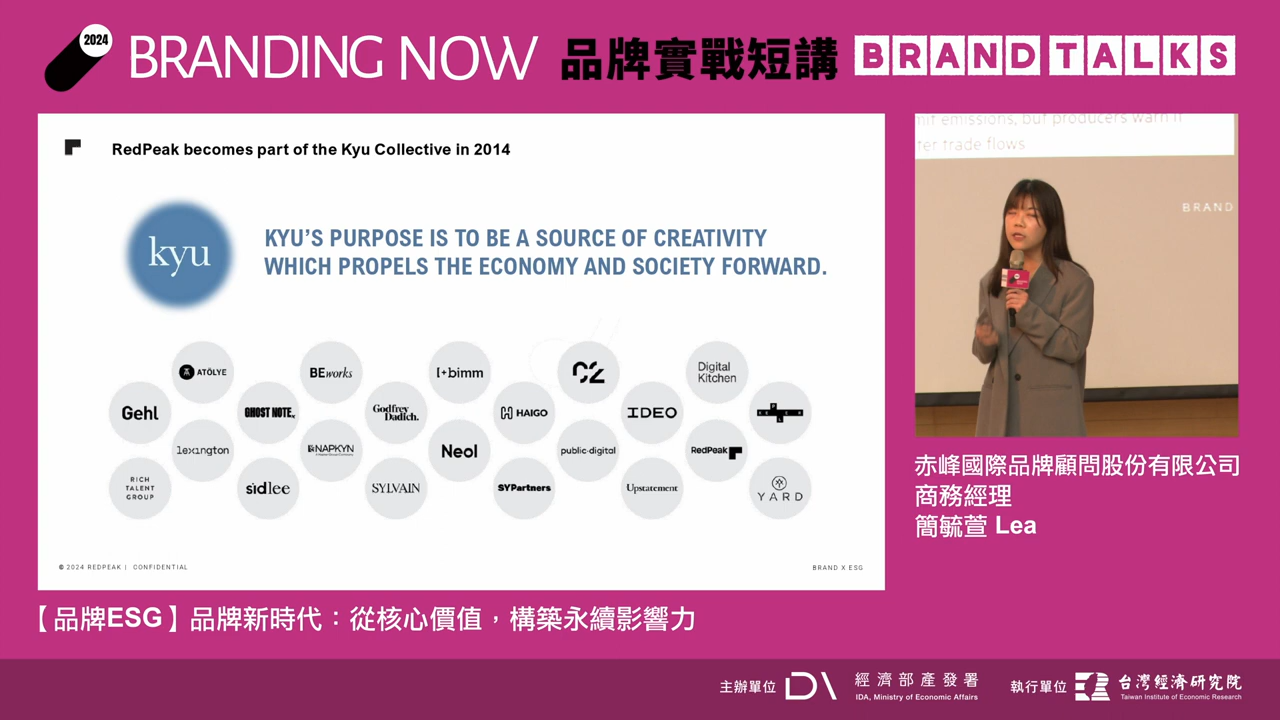 2024
BRANDING NOW 品牌實戰短講 BRAND TALKS
RedPeak becomes part of the Kyu Collective in 2014
kyu
KYU'S PURPOSE IS TO BE A SOURCE OF CREATIVITY
WHICH PROPELS THE ECONOMY AND SOCIETY FORWARD.
ATÖLYE
BEworks
[+bimm
C2
Digital
Kitchen
Gehl
GHOST NOTE
Godfrey
Dadich.
HAIGO
IDEO
lexington
NAPKYN
Neol
public digital
RedPeak
RICH
TALENT
GROUP
sidlee
SYLVAIN
SYPartners
Upstatement
YARD
© 2024 REDPEAK | CONFIDENTIAL
BRAND X ESG
mit emissions, but producers warn it
ter trade flows
BRAND
赤峰國際品牌顧問股份有限公司
商務經理
簡毓萱 Lea
【品牌ESG】品牌新時代：從核心價值，構築永續影響力
主辦單位
經濟部產發署
IDA, Ministry of Economic Affairs
執行單位
台灣經濟研究院
Taiwan Institute of Economic Research